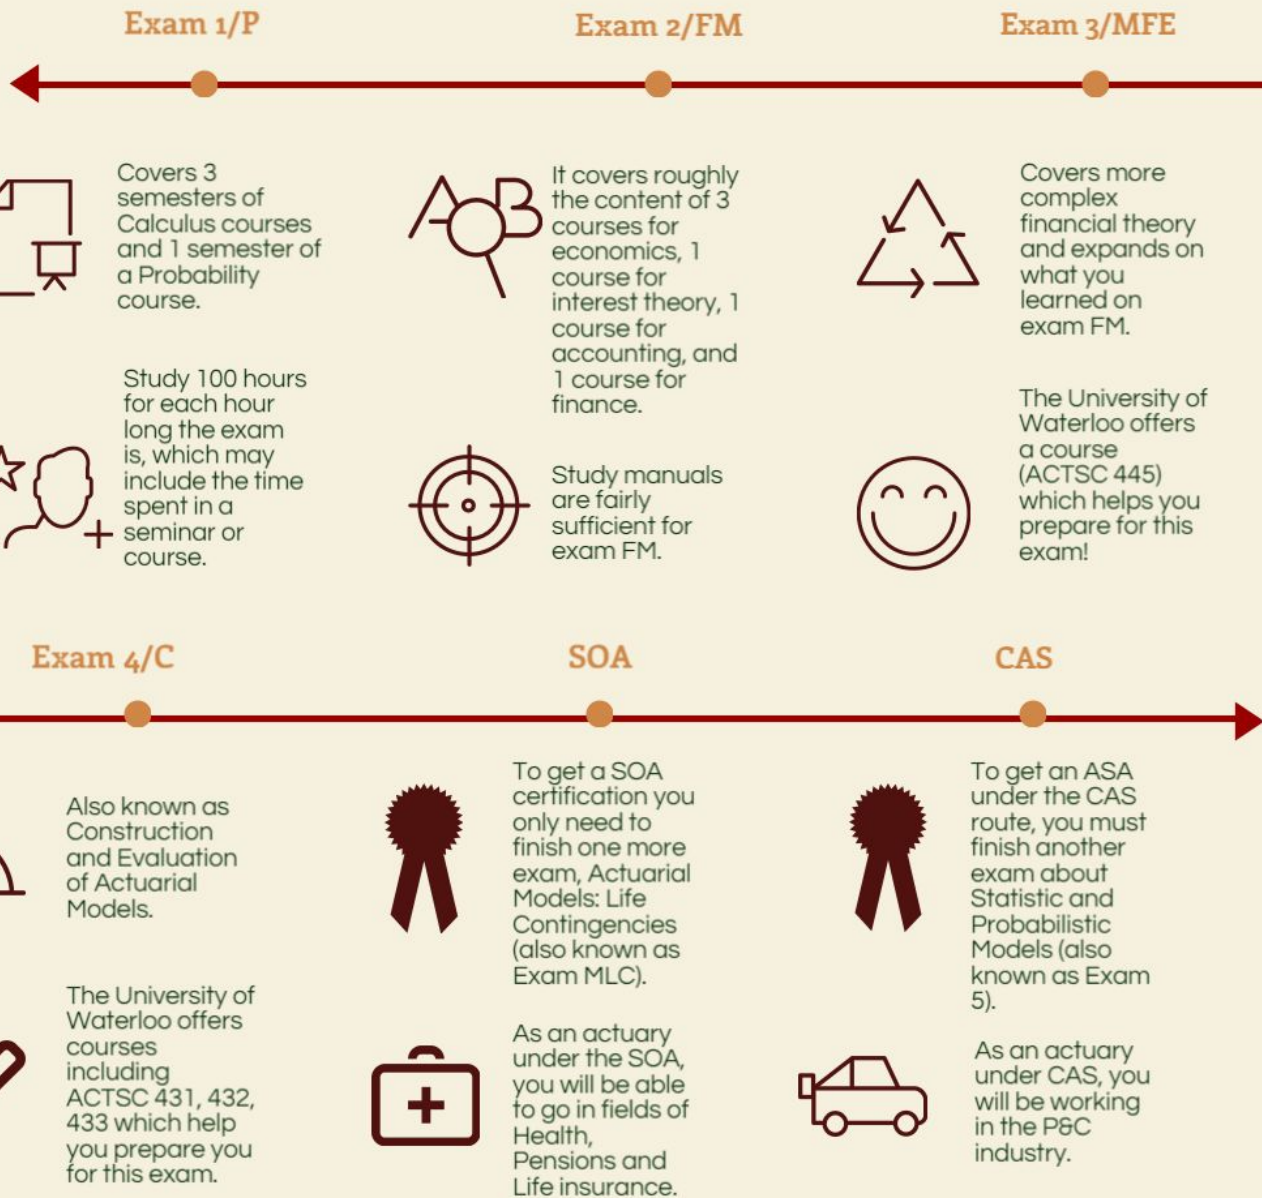 Exam 1/P
Exam 2/FM
Exam 3/MFE
Covers 3
semesters of
Calculus courses
and 1 semester of
a Probability
course.
Study 100 hours
for each hour
long the exam
is, which may
include the time
spent in a
seminar or
course.
It covers roughly
the content of 3
courses for
economics, 1
course for
interest theory, 1
course for
accounting, and
1 course for
finance.
Study manuals
are fairly
sufficient for
exam FM.
Covers more
complex
financial theory
and expands on
what you
learned on
exam FM.
The University of
Waterloo offers
a course
(ACTSC 445)
which helps you
prepare for this
exam!
Exam 4/C
SOA
CAS
Also known as
Construction
and Evaluation
of Actuarial
Models.
The University of
Waterloo offers
courses
including
ACTSC 431, 432,
433 which help
you prepare you
for this exam.
To get a SOA
certification you
only need to
finish one more
exam, Actuarial
Models: Life
Contingencies
(also known as
Exam MLC).
As an actuary
under the SOA,
you will be able
to go in fields of
Health,
Pensions and
Life insurance.
To get an ASA
under the CAS
route, you must
finish another
exam about
Statistic and
Probabilistic
Models (also
known as Exam
5).
As an actuary
under CAS, you
will be working
in the P&C
industry.